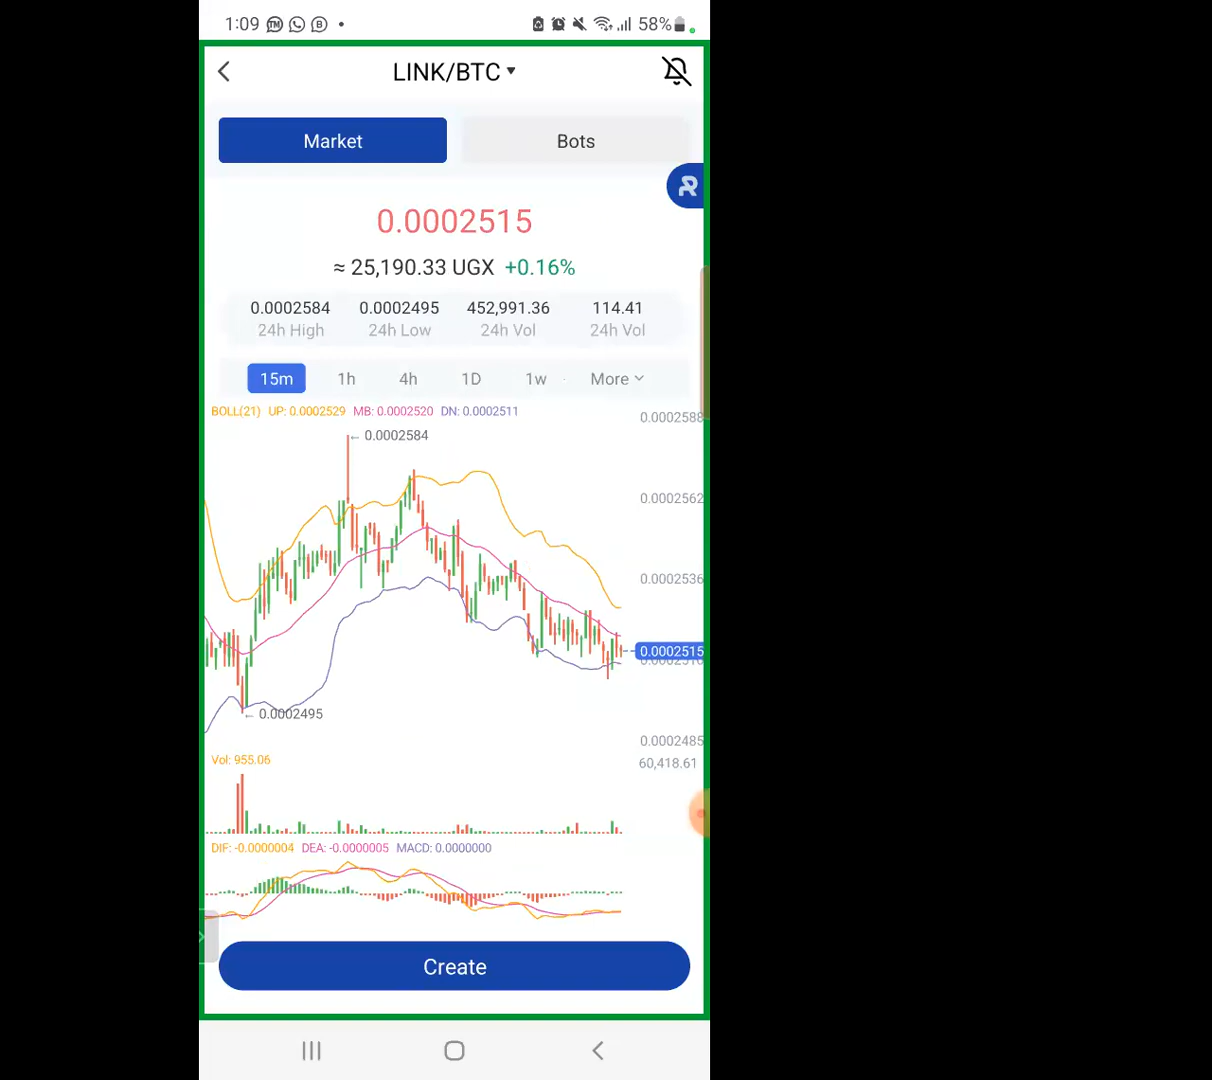 1:09 58%
LINK/BTC
Market Bots
0.0002515
≈ 25,190.33 UGX +0.16%
0.0002584 0.0002495 452,991.36 114.41
24h High 24h Low 24h Vol 24h Vol
15m 1h 4h 1D 1w More
BOLL(21) UP: 0.0002529 MB: 0.0002520 DN: 0.0002511
0.0002588
← 0.0002584
0.0002562
0.0002536
0.0002515
← 0.0002495
0.0002485
Vol: 955.06
60,418.61
DIF: -0.0000004 DEA: -0.0000005 MACD: 0.0000000
Create